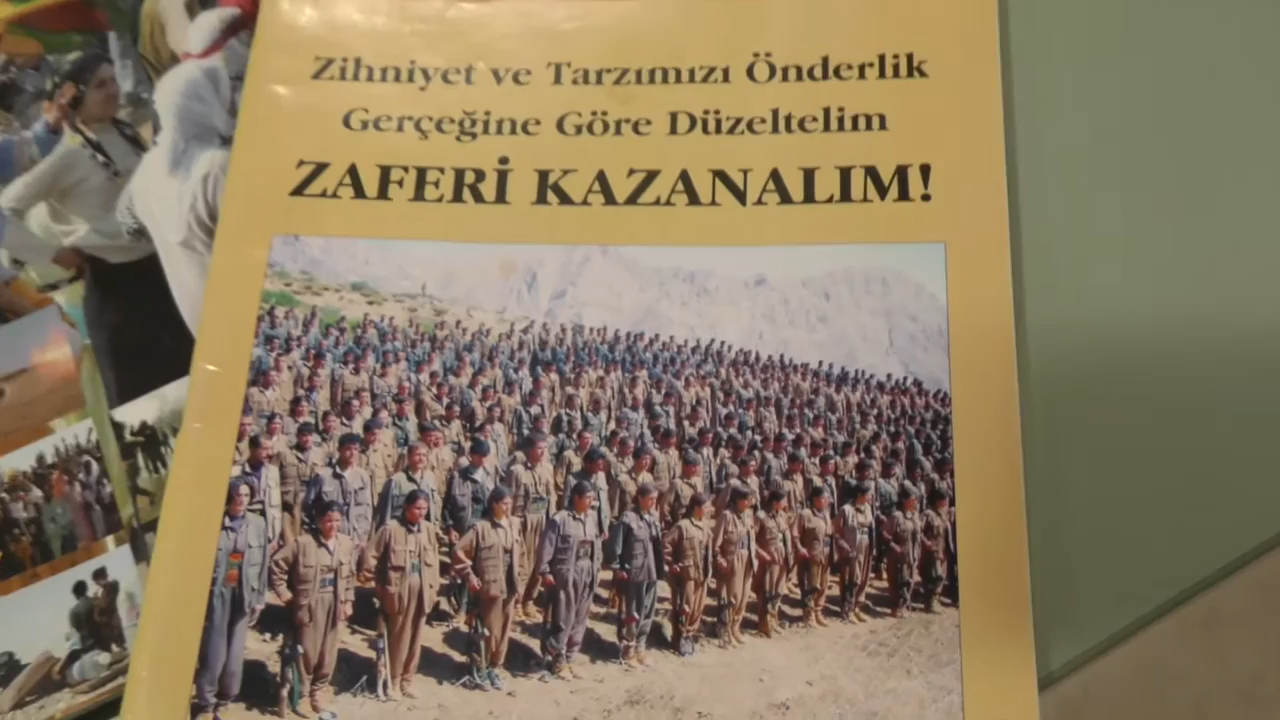 Zihniyet ve Tarzımızı Önderlik
Gerçeğine Göre Düzeltelim
ZAFERİ KAZANALIM!